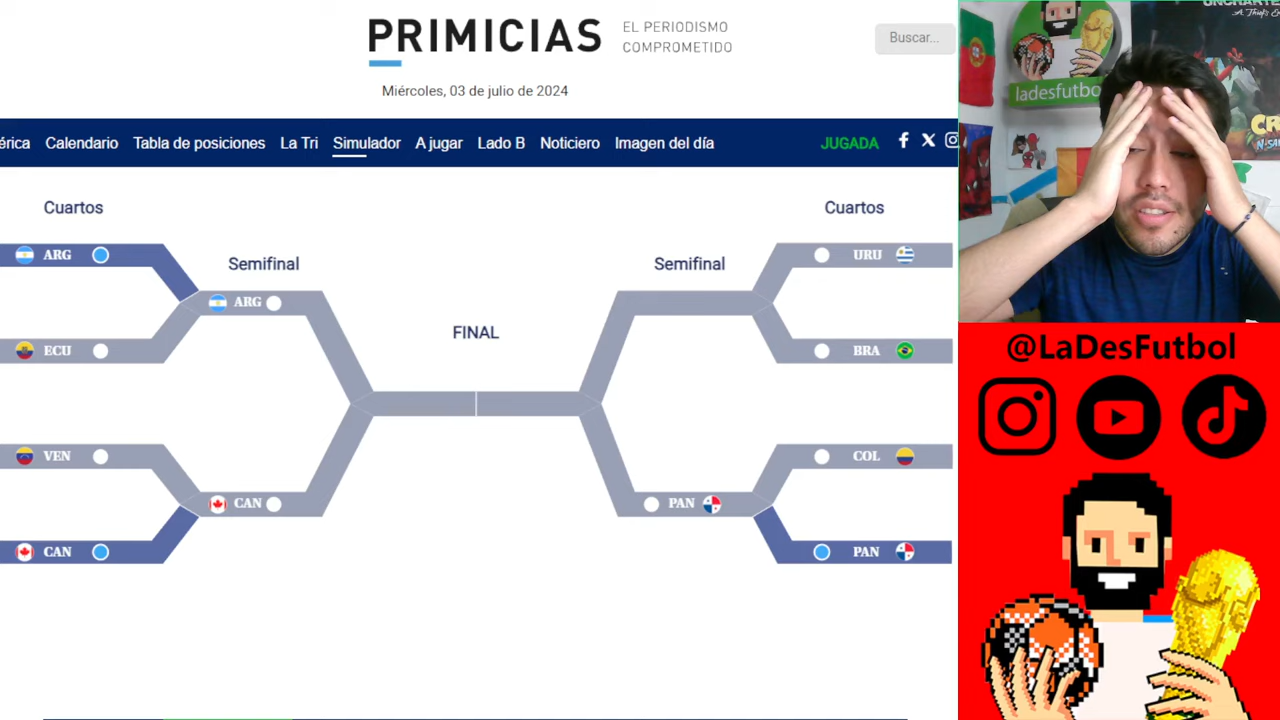 PRIMICIAS
EL PERIODISMO
COMPROMETIDO
Buscar...
Miércoles, 03 de julio de 2024
érica Calendario Tabla de posiciones La Tri Simulador A jugar Lado B Noticiero Imagen del día JUGADA
Cuartos
Cuartos
ARG
URU
Semifinal
Semifinal
ARG
FINAL
ECU
BRA
VEN
COL
CAN
PAN
CAN
PAN
ladesfutbo
UNCHARTED
@LaDesFutbol